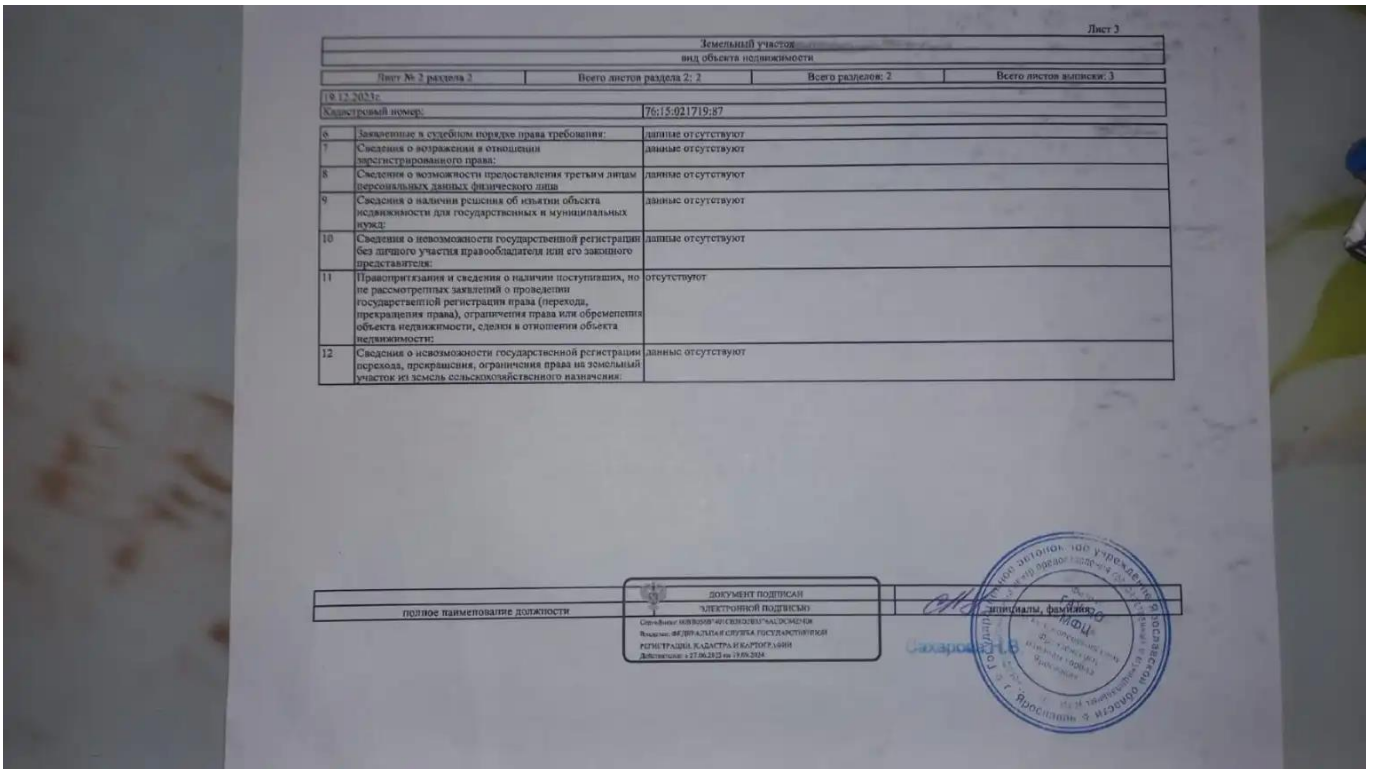 Лист 3
Земельный участок
вид объекта недвижимости
Лист № 2 раздела 2
Всего листов раздела 2: 2
Всего разделов: 2
Всего листов выписки: 3
19.12.2023г.
Кадастровый номер:
76:15:021719:87
6
Заявленные в судебном порядке права требования:
данные отсутствуют
7
Сведения о возражении в отношении
зарегистрированного права:
данные отсутствуют
8
Сведения о возможности предоставления третьим лицам
персональных данных физического лица
данные отсутствуют
9
Сведения о наличии решения об изъятии объекта
недвижимости для государственных и муниципальных
нужд:
данные отсутствуют
10
Сведения о невозможности государственной регистрации
без личного участия правообладателя или его законного
представителя:
данные отсутствуют
11
Правопритязания и сведения о наличии поступивших, но
не рассмотренных заявлений о проведении
государственной регистрации права (перехода,
прекращения права), ограничения права или обременения
объекта недвижимости, сделки в отношении объекта
недвижимости:
отсутствуют
12
Сведения о невозможности государственной регистрации
перехода, прекращения, ограничения права на земельный
участок из земель сельскохозяйственного назначения:
данные отсутствуют
полное наименование должности
ДОКУМЕНТ ПОДПИСАН
ЭЛЕКТРОННОЙ ПОДПИСЬЮ
Владелец: ФЕДЕРАЛЬНАЯ СЛУЖБА ГОСУДАРСТВЕННОЙ
РЕГИСТРАЦИИ, КАДАСТРА И КАРТОГРАФИИ
инициалы, фамилия
Сахарова Н.В
Государственное автономное учреждение Ярославской области
г. Ярославль
МФЦ